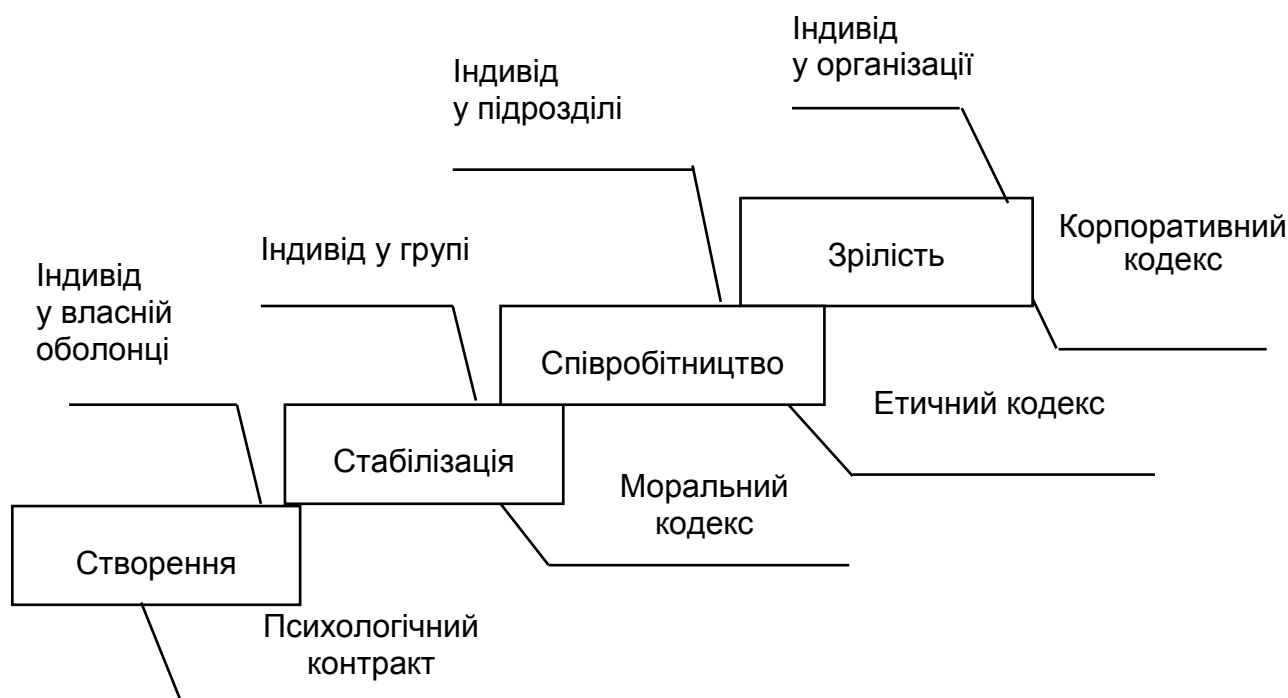 Індивід
у організації
Індивід
у підрозділі
Корпоративний
кодекс
Зрілість
Індивід у групі
Індивід
у власній
оболонці
Співробітництво
Етичний кодекс
Стабілізація
Моральний
кодекс
Створення
Психологічний
контракт